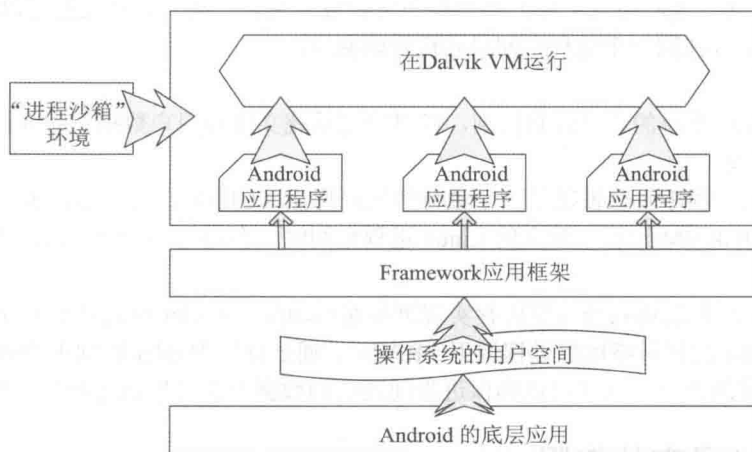 在Dalvik VM运行
“进程沙箱”
环境
Android
应用程序
Android
应用程序
Android
应用程序
Framework应用框架
操作系统的用户空间
Android 的底层应用